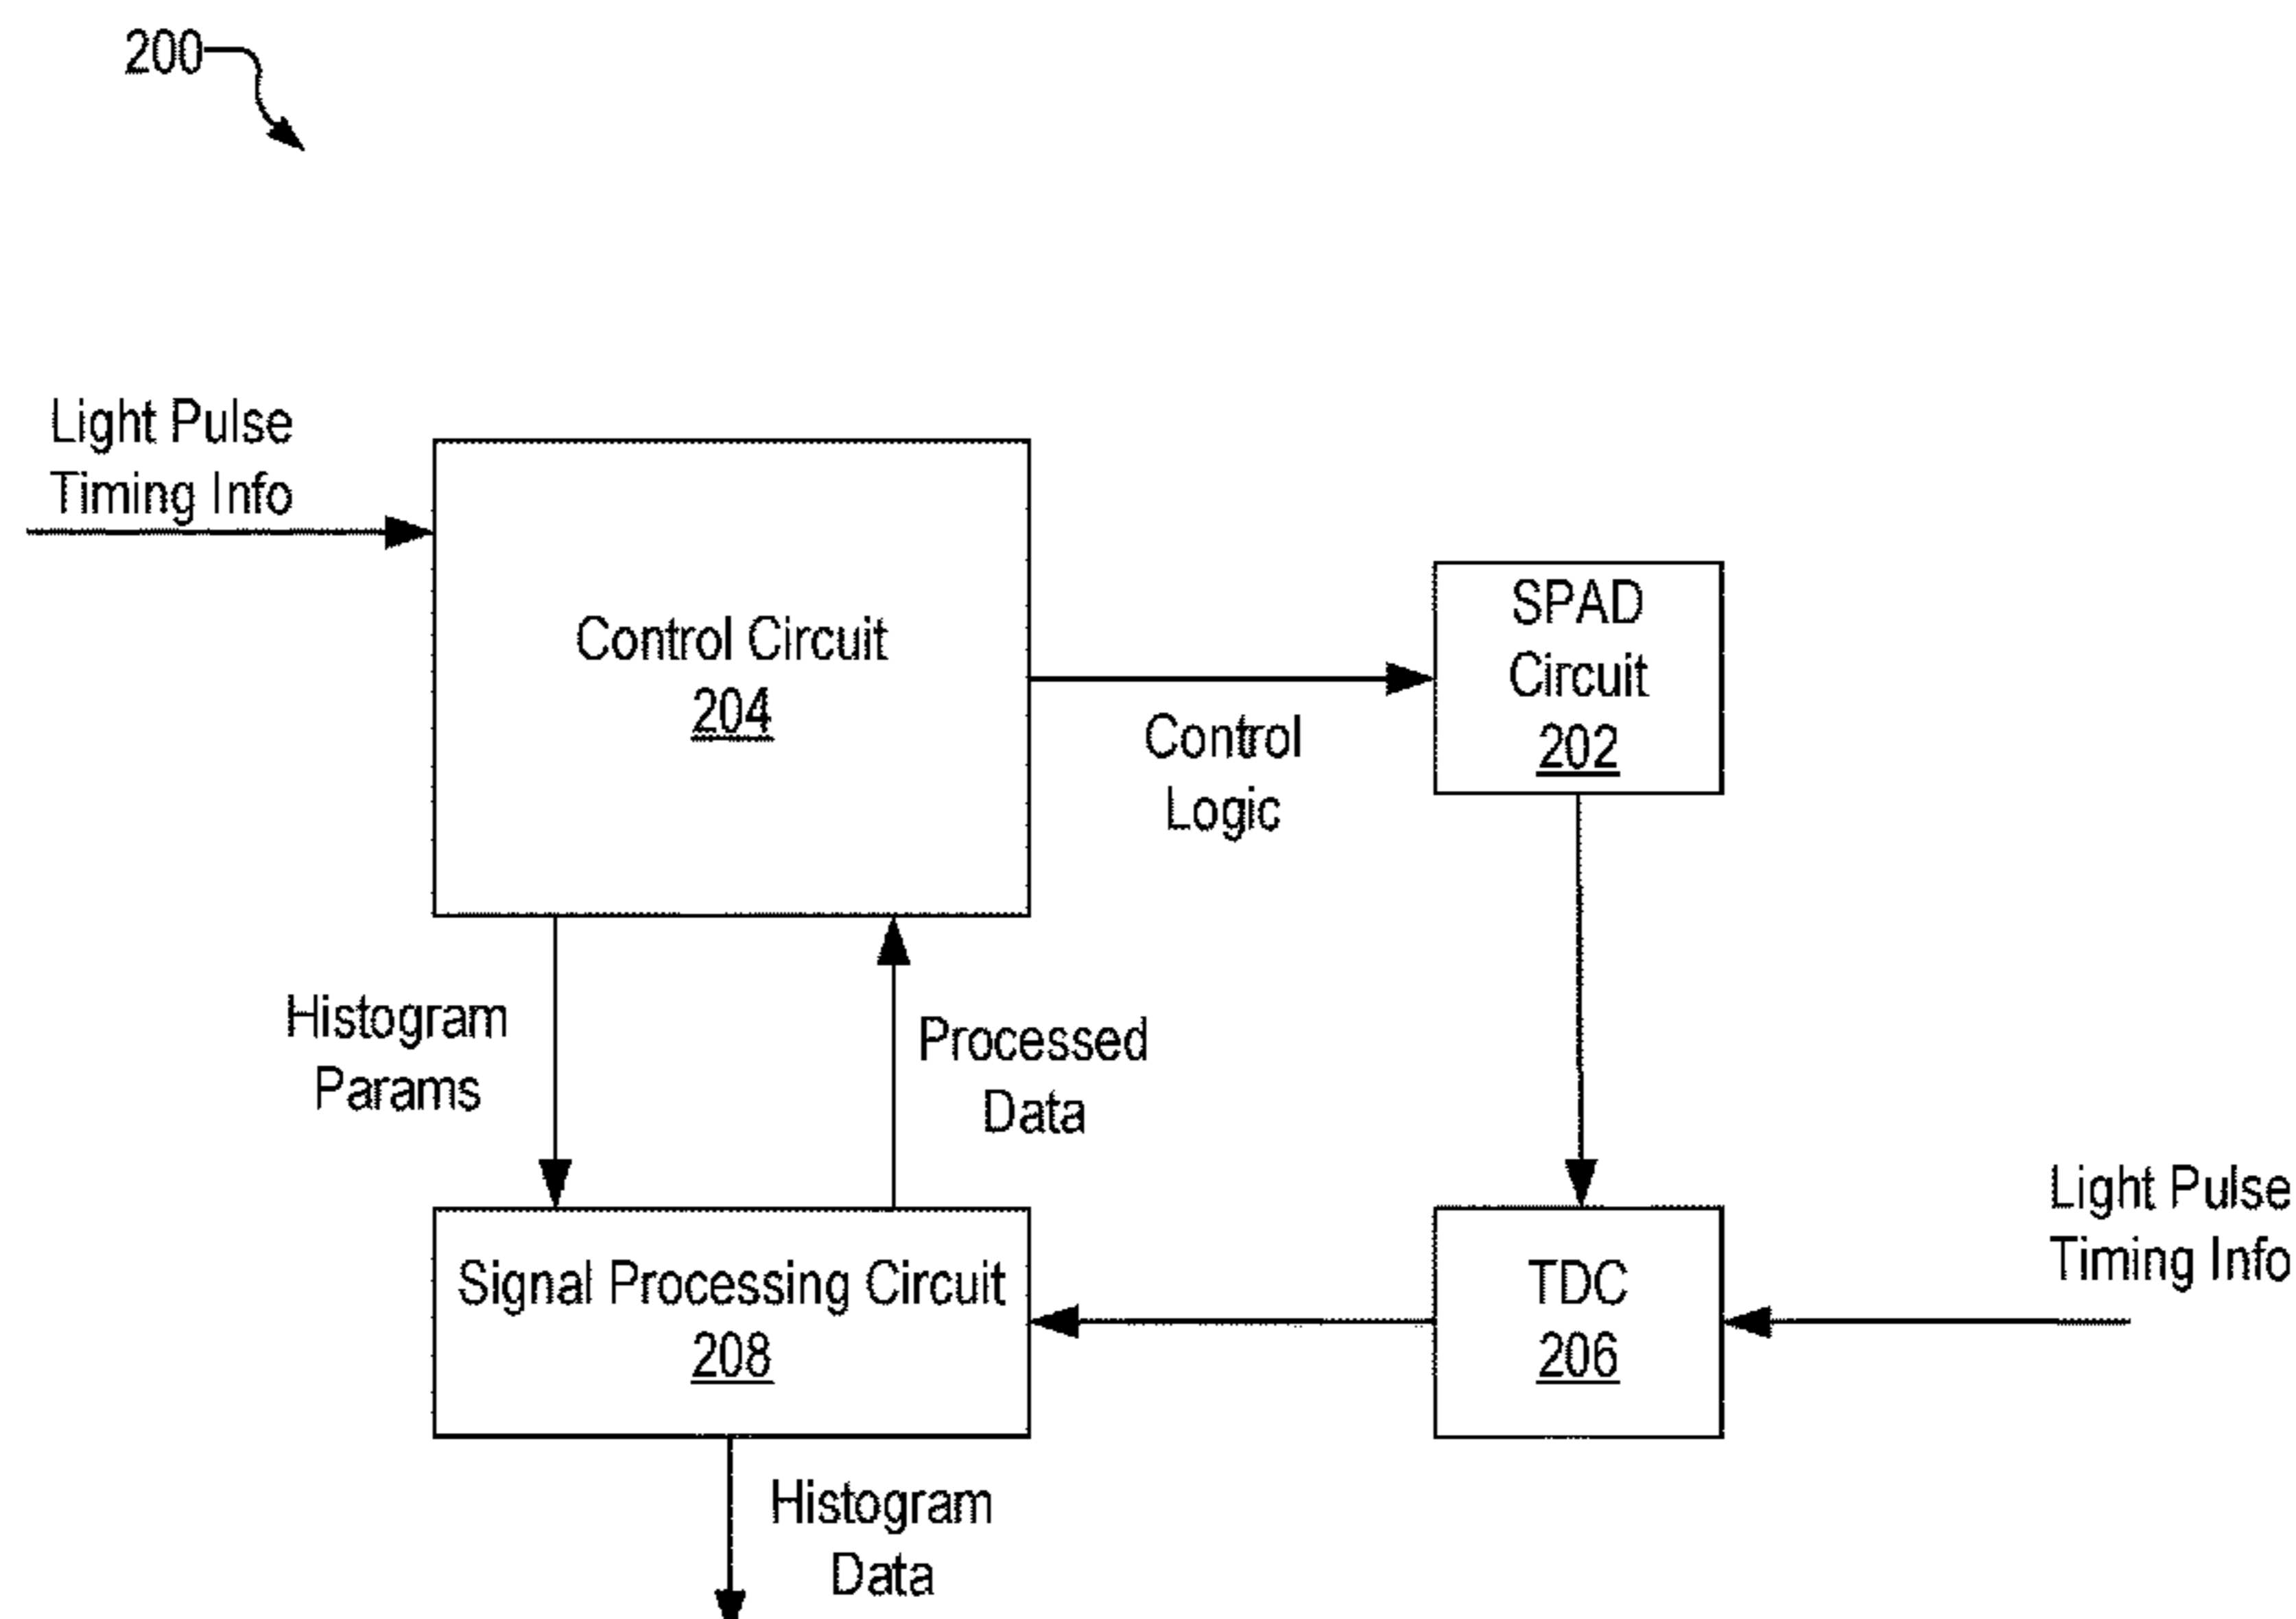 200
Light Pulse
Timing Info
Control Circuit
204
SPAD
Circuit
202
Control
Logic
Histogram
Params
Processed
Data
Light Pulse
Timing Info
Signal Processing Circuit
208
TDC
206
Histogram
Data